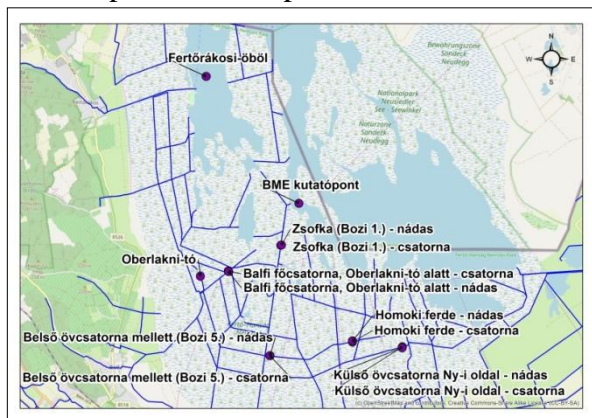 Fertőrákosi-öböl
Bewahrungszone
Sandeck
Neudegg
N
W E
S
Nationalpark
Neusiedler
See - Seewinkel
Naturzone
Sandeck-
Neudegg
BME kutatópont
Zsofka (Bozi 1.) - nádas
Zsofka (Bozi 1.) - csatorna
Oberlakni-tó
Balfi főcsatorna, Oberlakni-tó alatt - csatorna
Balfi főcsatorna, Oberlakni-tó alatt - nádas
Homoki ferde - nádas
Homoki ferde - csatorna
Belső övcsatorna mellett (Bozi 5.) - nádas
Belső övcsatorna mellett (Bozi 5.) - csatorna
Külső övcsatorna Ny-i oldal - nádas
Külső övcsatorna Ny-i oldal - csatorna